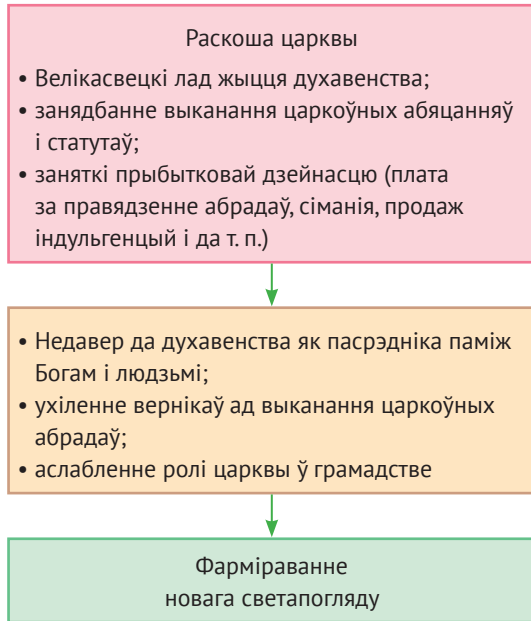 Раскоша царквы
• Велікасвецкі лад жыцця духавенства;
• занядбанне выканання царкоўных абяцанняў
і статутаў;
• заняткі прыбытковай дзейнасцю (плата
за правядзенне абрадаў, сіманія, продаж
індульгенцый і да т. п.)
• Недавер да духавенства як пасрэдніка паміж
Богам і людзьмі;
• ухіленне вернікаў ад выканання царкоўных
абрадаў;
• аслабленне ролі царквы ў грамадстве
Фарміраванне
новага светапогляду